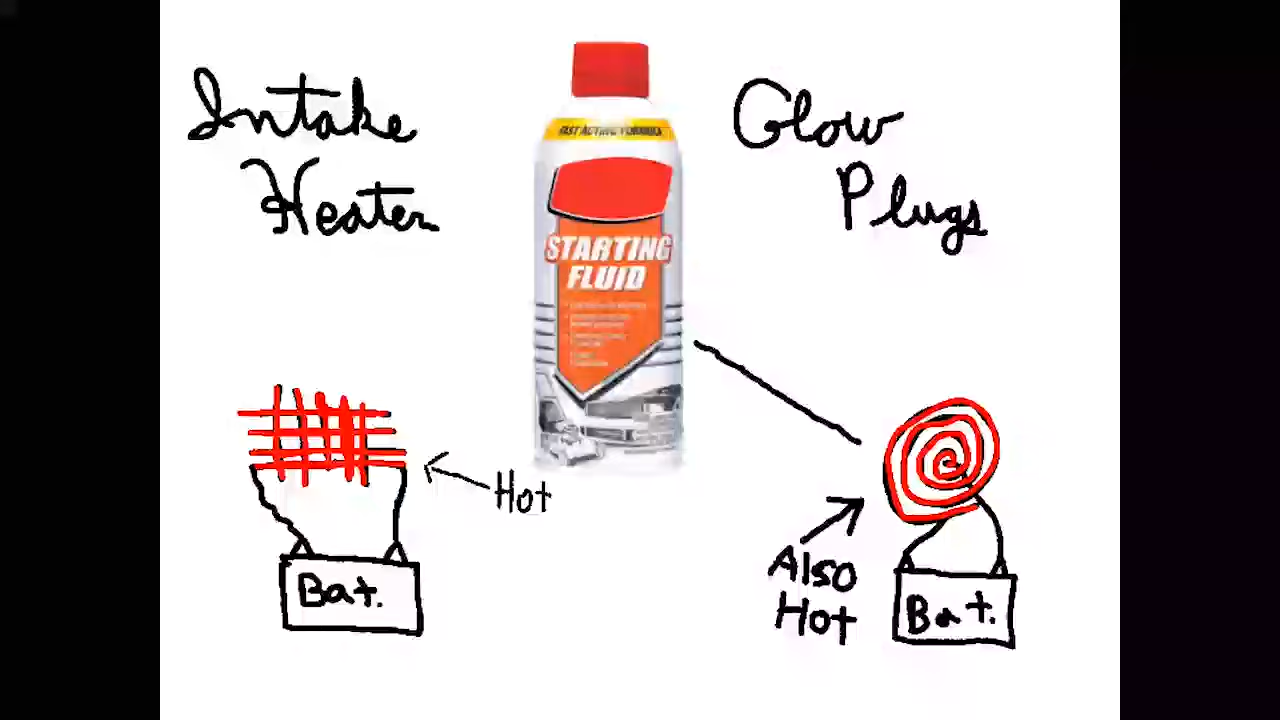 Intake
Heater
FAST ACTING FORMULA
STARTING
FLUID
Glow
Plugs
Hot
Bat.
Also
Hot
Bat.